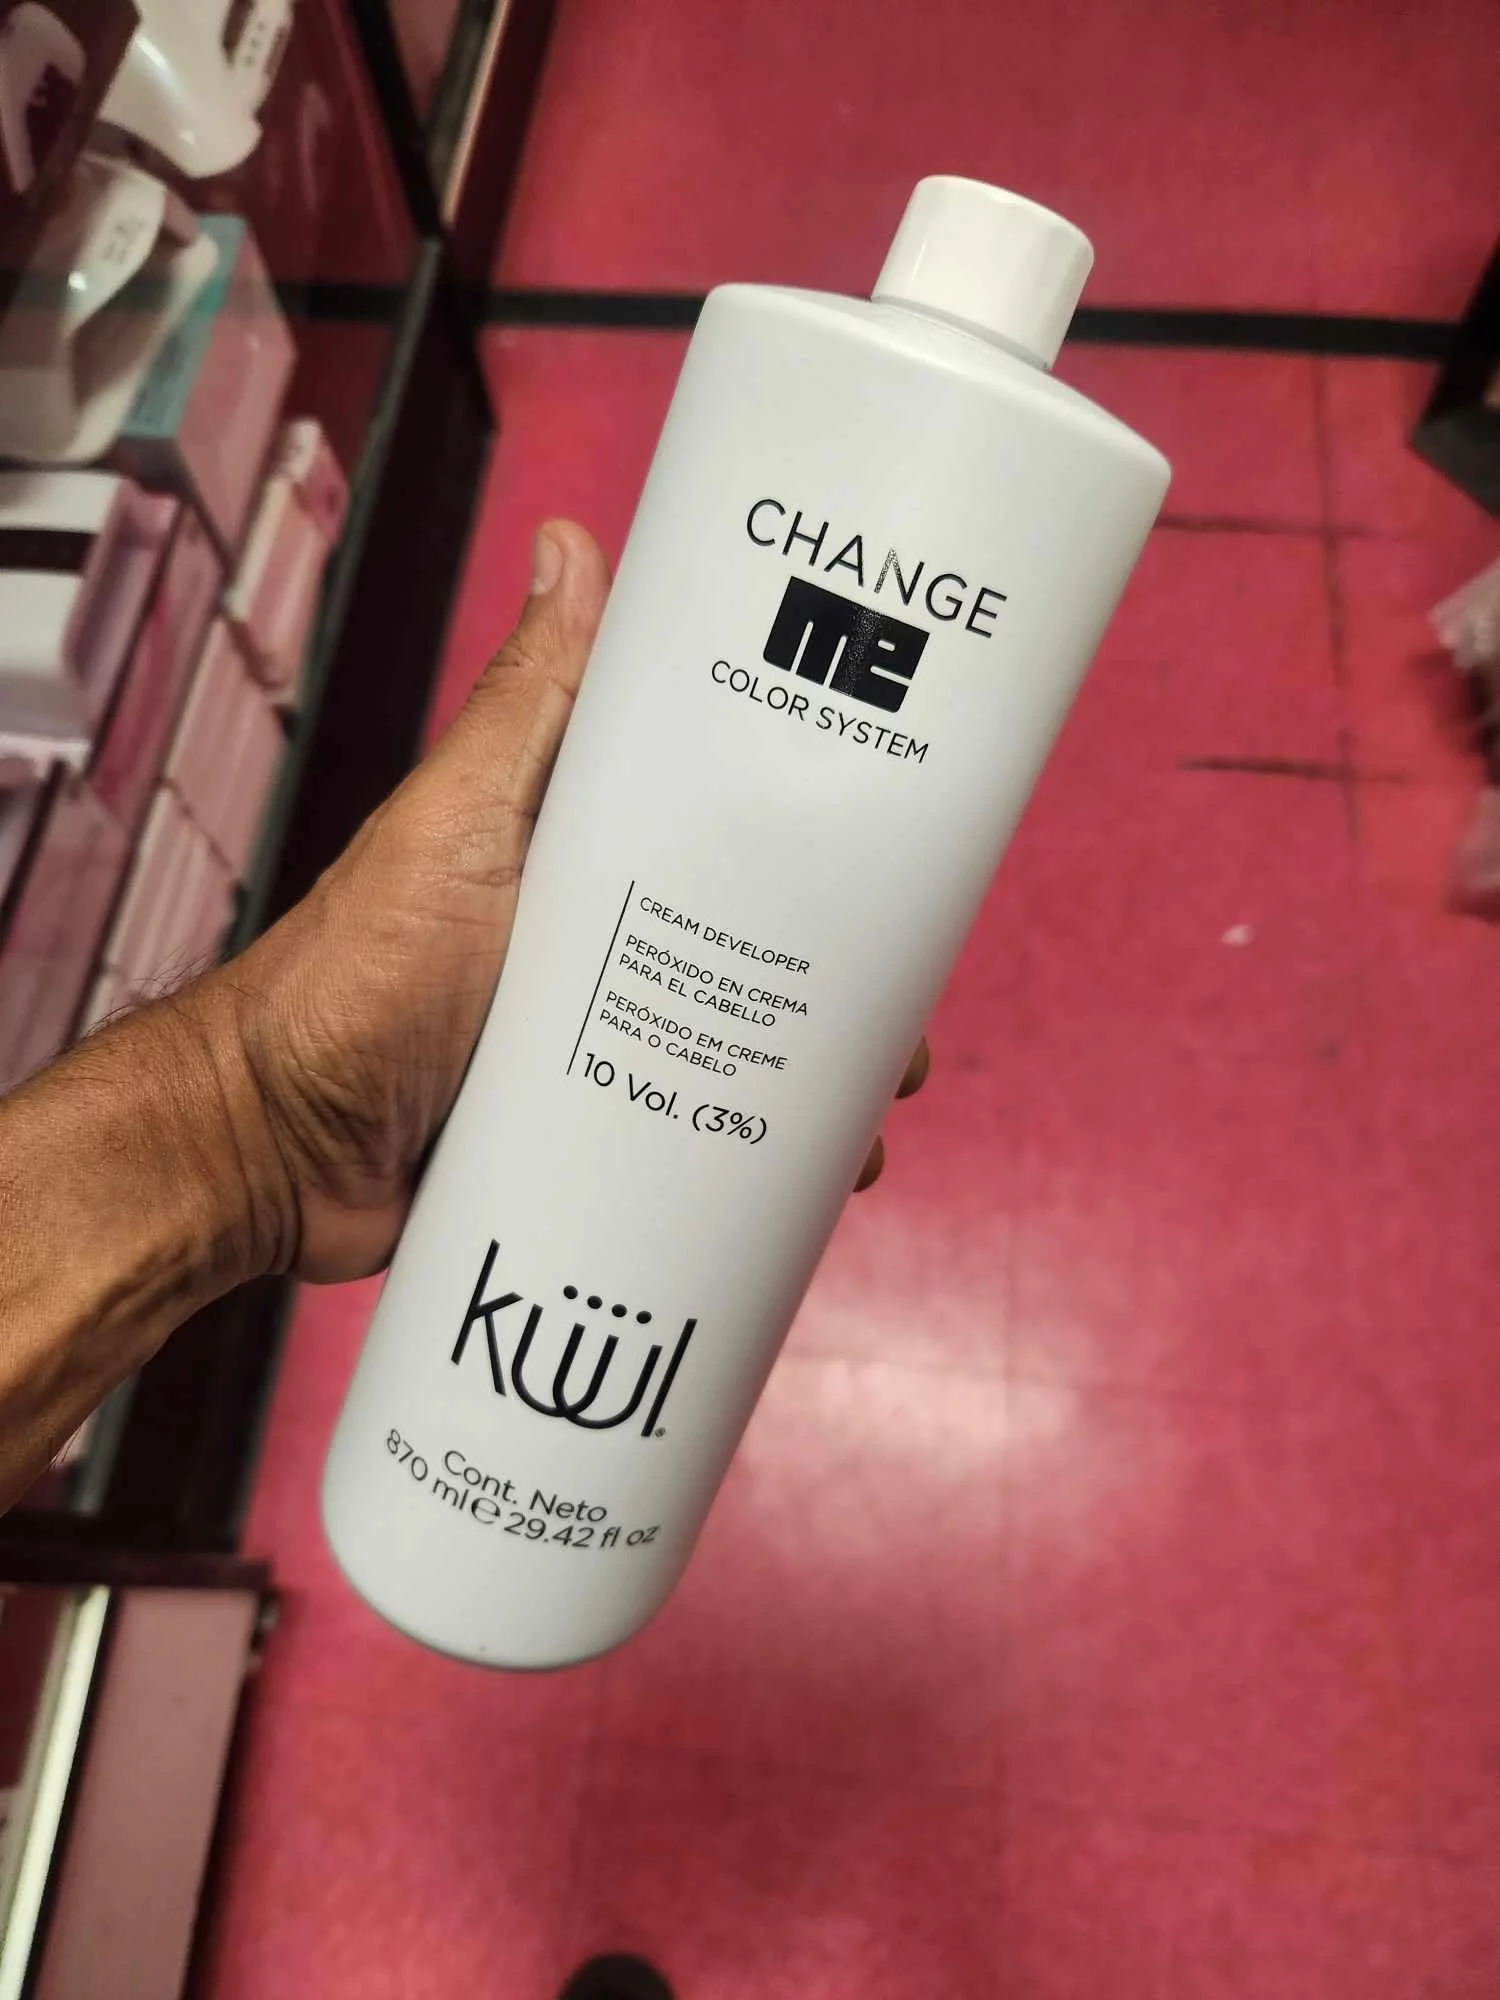 CHANGE
me
COLOR SYSTEM
CREAM DEVELOPER
PERÓXIDO EN CREMA
PARA EL CABELLO
PERÓXIDO EM CREME
PARA O CABELO
10 Vol. (3%)
küül®
Cont. Neto
870 ml ℮ 29.42 fl oz